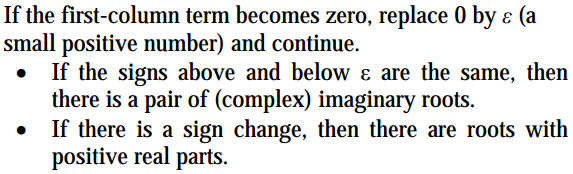 If the first-column term becomes zero, replace 0 by ε (a
small positive number) and continue.
• If the signs above and below ε are the same, then
there is a pair of (complex) imaginary roots.
• If there is a sign change, then there are roots with
positive real parts.